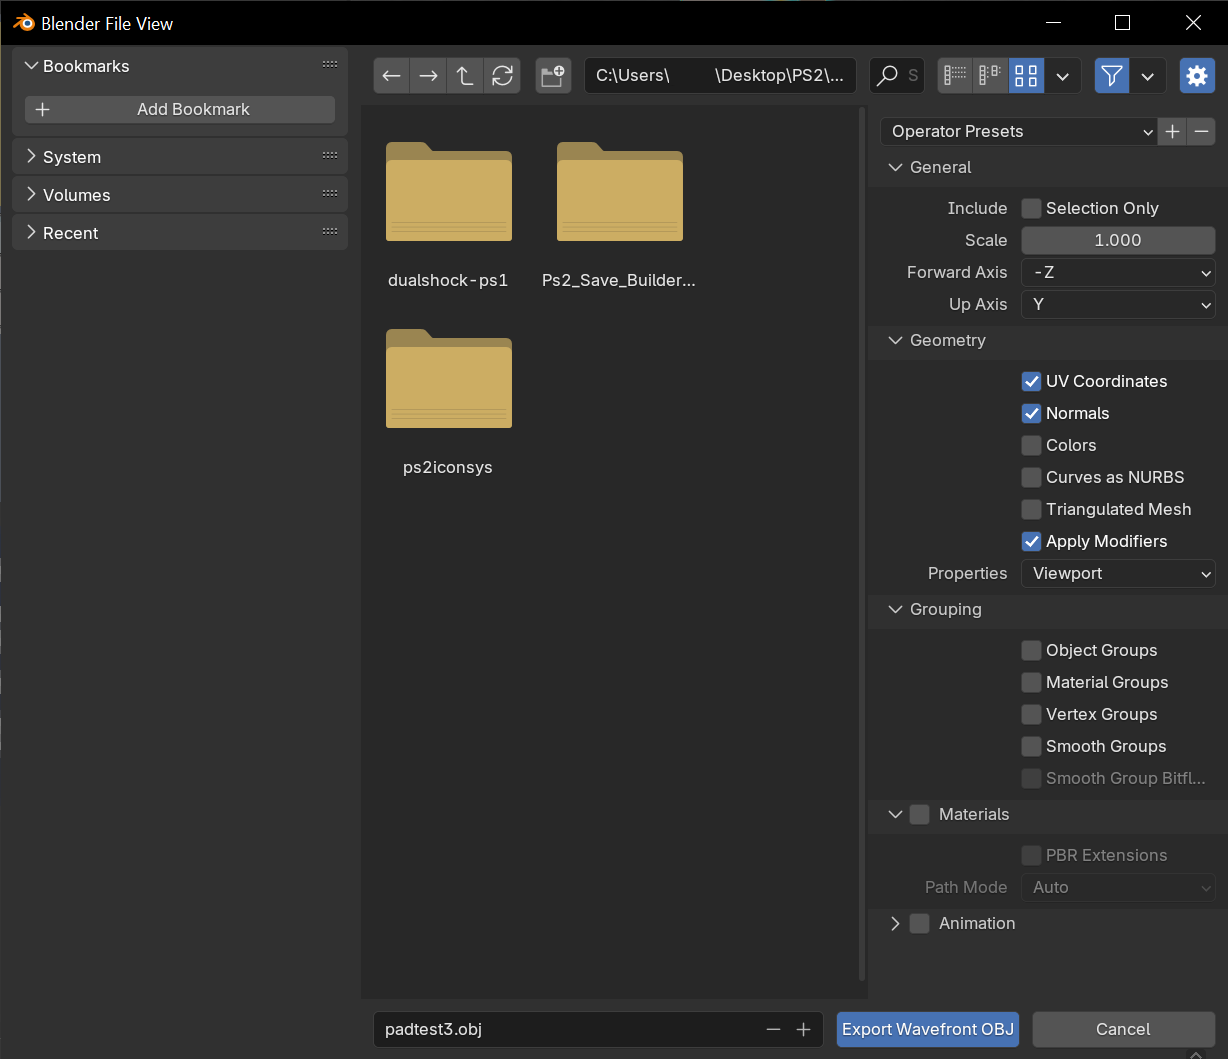 Blender File View
Bookmarks
Add Bookmark
System
Volumes
Recent
C:\Users\ \Desktop\PS2\...
S
dualshock-ps1
Ps2_Save_Builder...
ps2iconsys
Operator Presets
General
Include Selection Only
Scale 1.000
Forward Axis -Z
Up Axis Y
Geometry
UV Coordinates
Normals
Colors
Curves as NURBS
Triangulated Mesh
Apply Modifiers
Properties Viewport
Grouping
Object Groups
Material Groups
Vertex Groups
Smooth Groups
Smooth Group Bitfl...
Materials
PBR Extensions
Path Mode Auto
Animation
padtest3.obj
Export Wavefront OBJ
Cancel